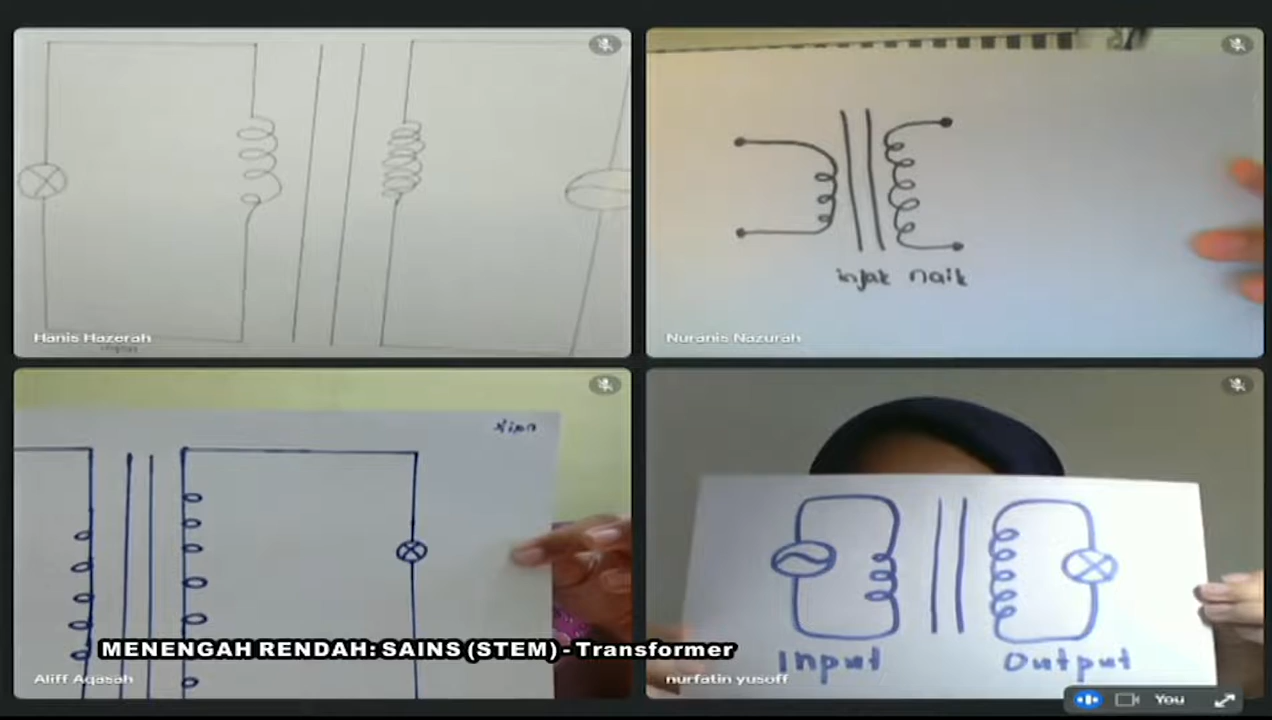 Hanis Hazerah
injak naik
Nuranis Nazurah
MENENGAH RENDAH: SAINS (STEM) - Transformer
Aliff Aqasah
Input Output
nurfatin yusoff
You